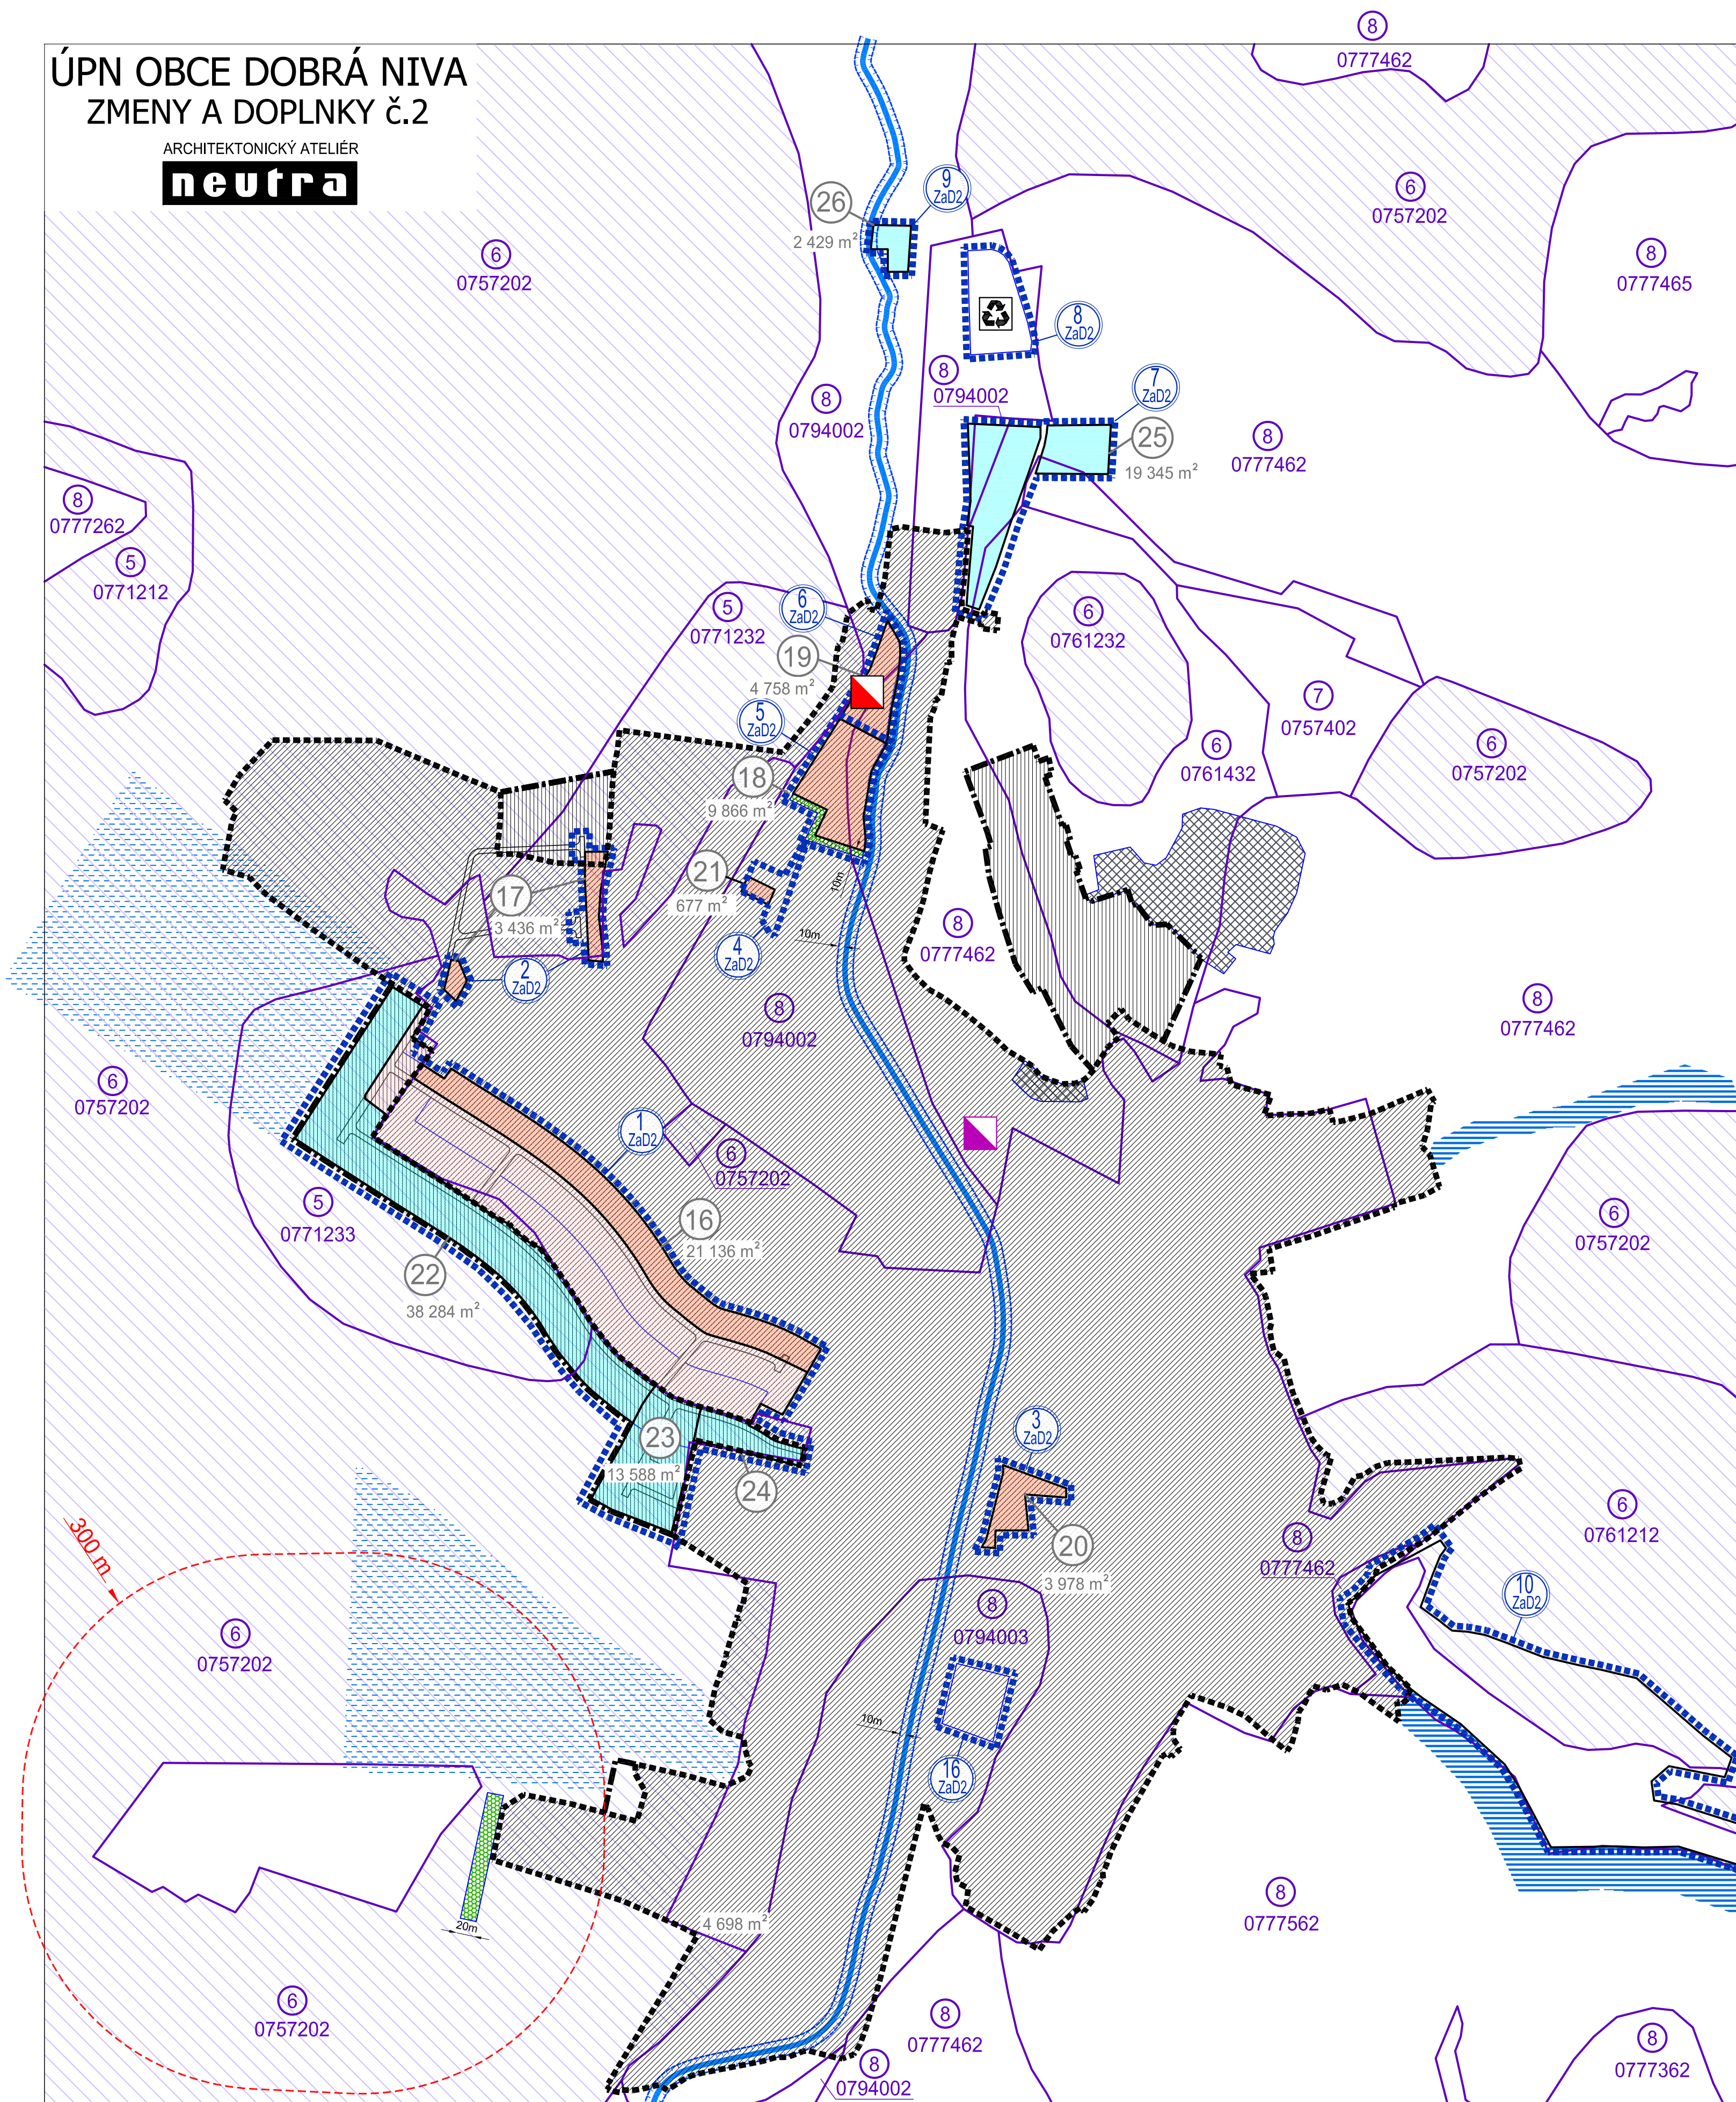 ÚPN OBCE DOBRÁ NIVA
ZMENY A DOPLNKY č.2
ARCHITEKTONICKÝ ATELIÉR
neutra
8
0777462
6
0757202
6
0757202
8
0777465
26
2 429 m²
9
ZaD2
8
ZaD2
8
0794002
8
0794002
7
ZaD2
25
19 345 m²
8
0777462
8
0777262
5
0771212
5
0771232
6
ZaD2
19
4 758 m²
5
ZaD2
18
9 866 m²
6
0761232
7
0757402
6
0761432
6
0757202
21
677 m²
4
ZaD2
10m
10m
17
3 436 m²
2
ZaD2
8
0777462
8
0777462
8
0794002
6
0757202
1
ZaD2
6
0757202
16
21 136 m²
5
0771233
22
38 284 m²
6
0757202
23
13 588 m²
24
3
ZaD2
20
3 978 m²
8
0777462
6
0761212
10
ZaD2
300 m
6
0757202
8
0794003
10m
16
ZaD2
20m
4 698 m²
8
0777562
6
0757202
8
0777462
8
0794002
8
0777362